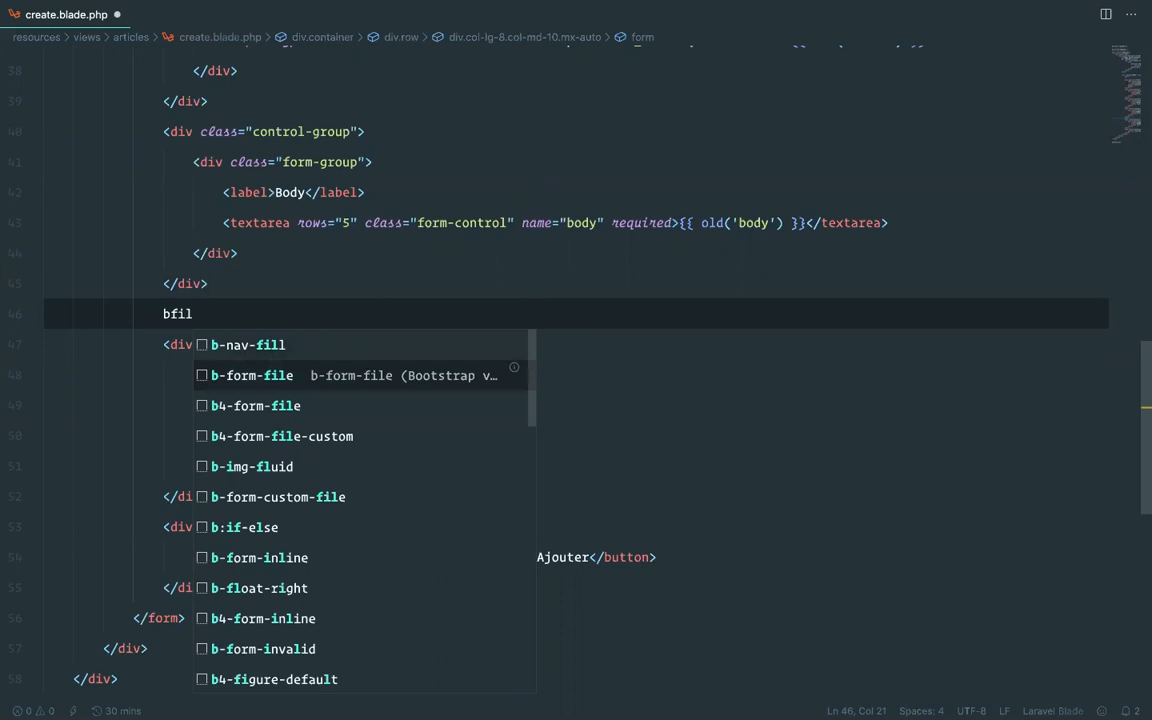 create.blade.php
resources > views > articles > create.blade.php > div.container > div.row > div.col-lg-8.col-md-10.mx-auto > form
38 </div>
39 </div>
40 <div class="control-group">
41 <div class="form-group">
42 <label>Body</label>
43 <textarea rows="5" class="form-control" name="body" required>{{ old('body') }}</textarea>
44 </div>
45 </div>
46 bfil
47 <div b-nav-fill
48 b-form-file b-form-file (Bootstrap v…
49 b4-form-file
50 b4-form-file-custom
51 b-img-fluid
52 </di b-form-custom-file
53 <div b:if-else
54 b-form-inline Ajouter</button>
55 </di b-float-right
56 </form> b4-form-inline
57 </div> b-form-invalid
58 </div> b4-figure-default
0 0 30 mins Ln 46, Col 21 Spaces: 4 UTF-8 LF Laravel Blade 2